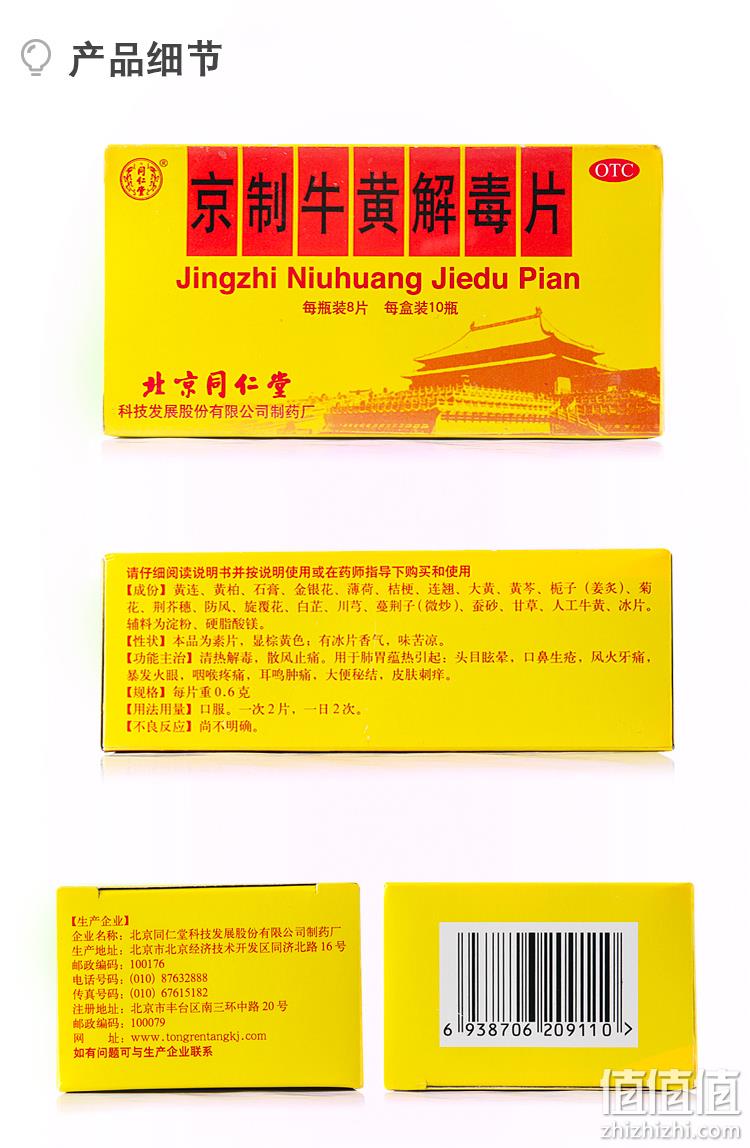 产品细节
同仁堂
®
京制牛黄解毒片
OTC
Jingzhi Niuhuang Jiedu Pian
每瓶装8片 每盒装10瓶
北京同仁堂
科技发展股份有限公司制药厂
请仔细阅读说明书并按说明使用或在药师指导下购买和使用
【成份】黄连、黄柏、石膏、金银花、薄荷、桔梗、连翘、大黄、黄芩、栀子（姜炙）、菊
花、荆芥穗、防风、旋覆花、白芷、川芎、蔓荆子（微炒）、蚕砂、甘草、人工牛黄、冰片。
辅料为淀粉、硬脂酸镁。
【性状】本品为素片，显棕黄色；有冰片香气，味苦凉。
【功能主治】清热解毒，散风止痛。用于肺胃蕴热引起：头目眩晕，口鼻生疮，风火牙痛，
暴发火眼，咽喉疼痛，耳鸣肿痛，大便秘结，皮肤刺痒。
【规格】每片重0.6克
【用法用量】口服。一次2片，一日2次。
【不良反应】尚不明确。
【生产企业】
企业名称：北京同仁堂科技发展股份有限公司制药厂
生产地址：北京市北京经济技术开发区同济北路16号
邮政编码：100176
电话号码：(010) 87632888
传真号码：(010) 67615182
注册地址：北京市丰台区南三环中路20号
邮政编码：100079
网 址：www.tongrentangkj.com
如有问题可与生产企业联系
6 938706 209110 >
值值值
zhizhizhi.com